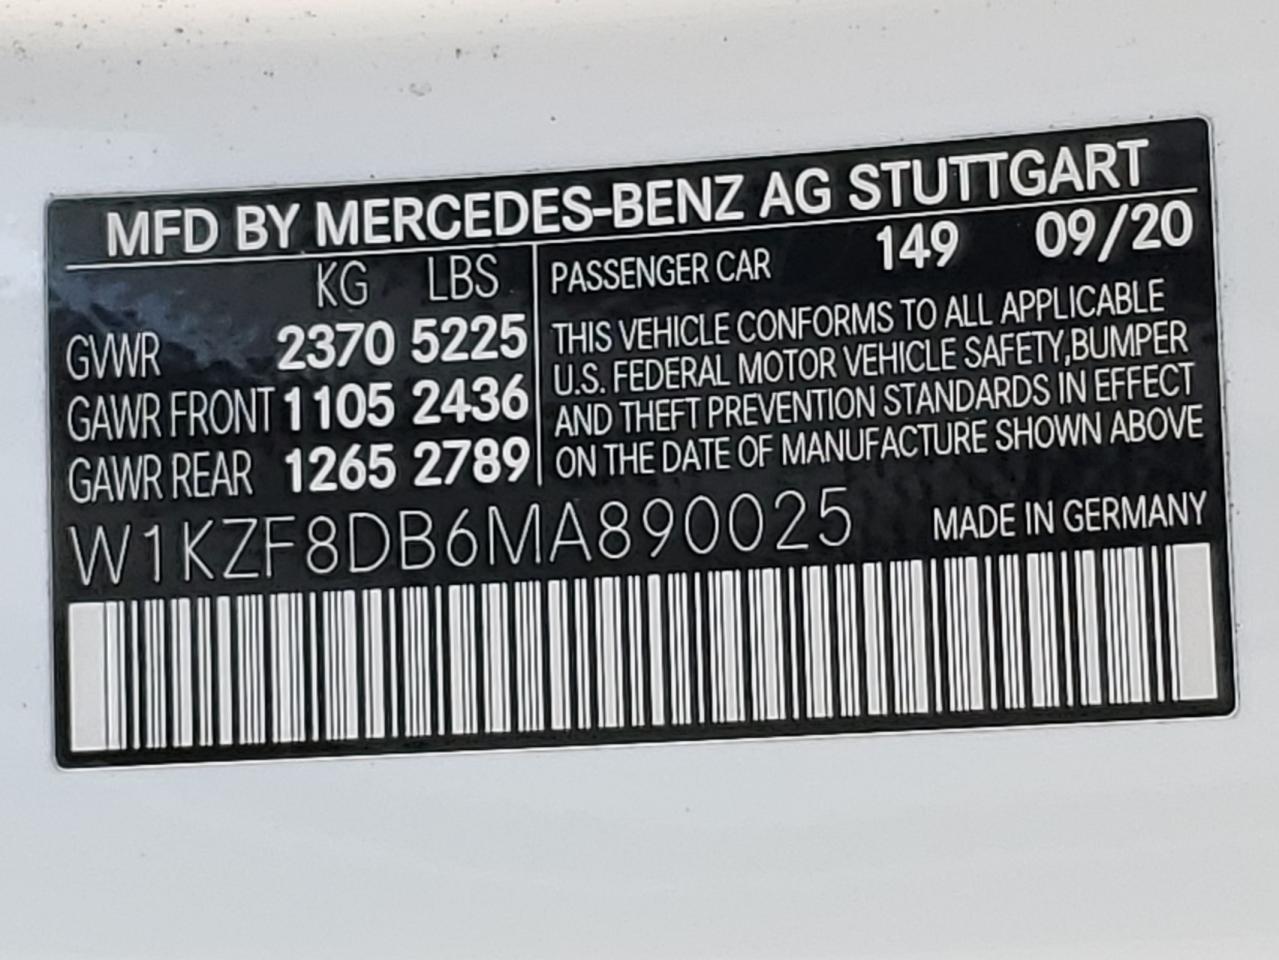 MFD BY MERCEDES-BENZ AG STUTTGART
KG LBS
GVWR 2370 5225
GAWR FRONT 1105 2436
GAWR REAR 1265 2789
PASSENGER CAR 149 09/20
THIS VEHICLE CONFORMS TO ALL APPLICABLE
U.S. FEDERAL MOTOR VEHICLE SAFETY,BUMPER
AND THEFT PREVENTION STANDARDS IN EFFECT
ON THE DATE OF MANUFACTURE SHOWN ABOVE
W1KZF8DB6MA890025 MADE IN GERMANY